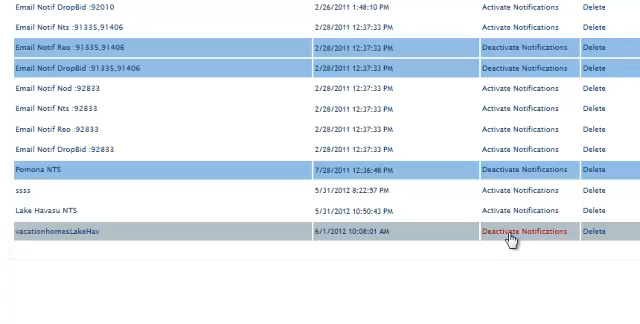 Email Notif DropBid :92010 2/26/2011 1:48:10 PM Activate Notifications Delete
Email Notif Nts :91335,91406 2/28/2011 12:37:33 PM Activate Notifications Delete
Email Notif Reo :91335,91406 2/28/2011 12:37:33 PM Deactivate Notifications Delete
Email Notif DropBid :91335,91406 2/28/2011 12:37:33 PM Deactivate Notifications Delete
Email Notif Nod :92833 2/28/2011 12:37:33 PM Activate Notifications Delete
Email Notif Nts :92833 2/28/2011 12:37:33 PM Activate Notifications Delete
Email Notif Reo :92833 2/28/2011 12:37:33 PM Activate Notifications Delete
Email Notif DropBid :92833 2/28/2011 12:37:33 PM Activate Notifications Delete
Pomona NTS 7/28/2011 12:36:48 PM Deactivate Notifications Delete
ssss 5/31/2012 8:22:57 PM Activate Notifications Delete
Lake Havasu NTS 5/31/2012 10:50:43 PM Activate Notifications Delete
vacationhomesLakeHav 6/1/2012 10:08:01 AM Deactivate Notifications Delete